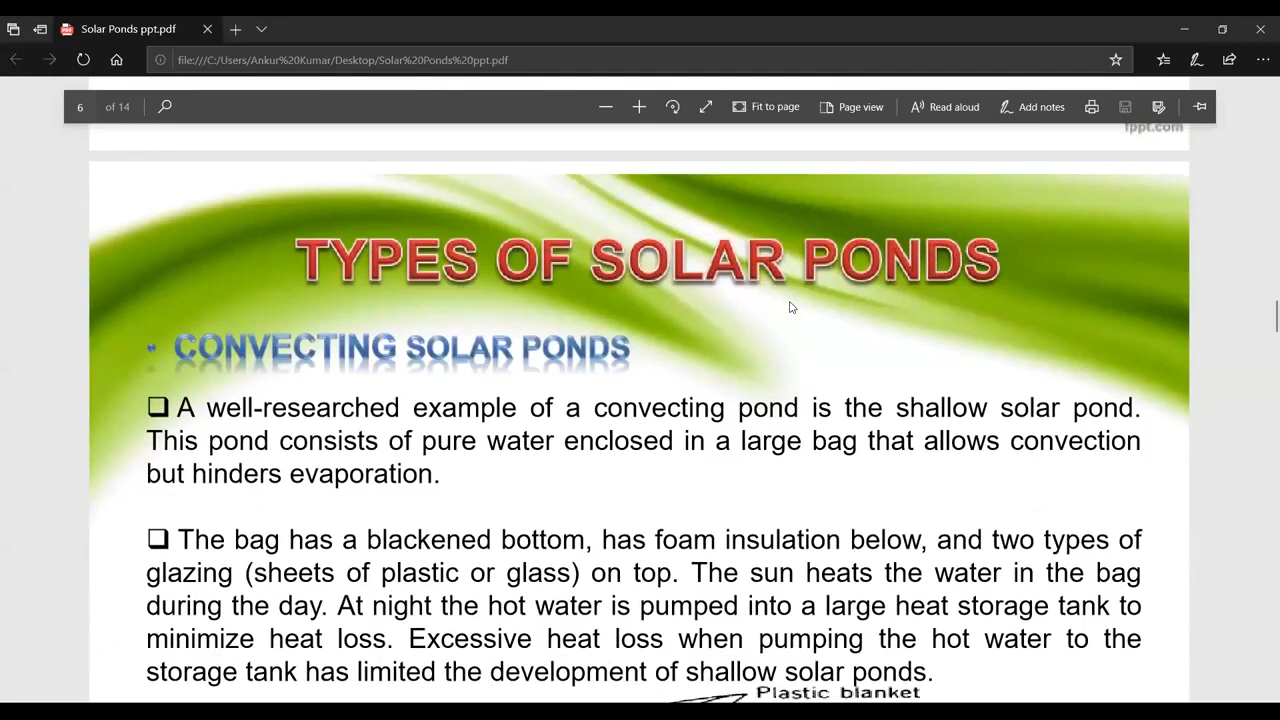 Solar Ponds ppt.pdf
file:///C:/Users/Ankur%20Kumar/Desktop/Solar%20Ponds%20ppt.pdf
6 of 14 Fit to page Page view Read aloud Add notes
fppt.com
TYPES OF SOLAR PONDS
• CONVECTING SOLAR PONDS
❑ A well-researched example of a convecting pond is the shallow solar pond.
This pond consists of pure water enclosed in a large bag that allows convection
but hinders evaporation.
❑ The bag has a blackened bottom, has foam insulation below, and two types of
glazing (sheets of plastic or glass) on top. The sun heats the water in the bag
during the day. At night the hot water is pumped into a large heat storage tank to
minimize heat loss. Excessive heat loss when pumping the hot water to the
storage tank has limited the development of shallow solar ponds.
Plastic blanket